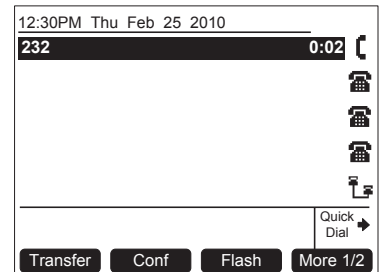 12:30PM Thu Feb 25 2010
232 0:02
Quick
Dial
Transfer Conf Flash More 1/2